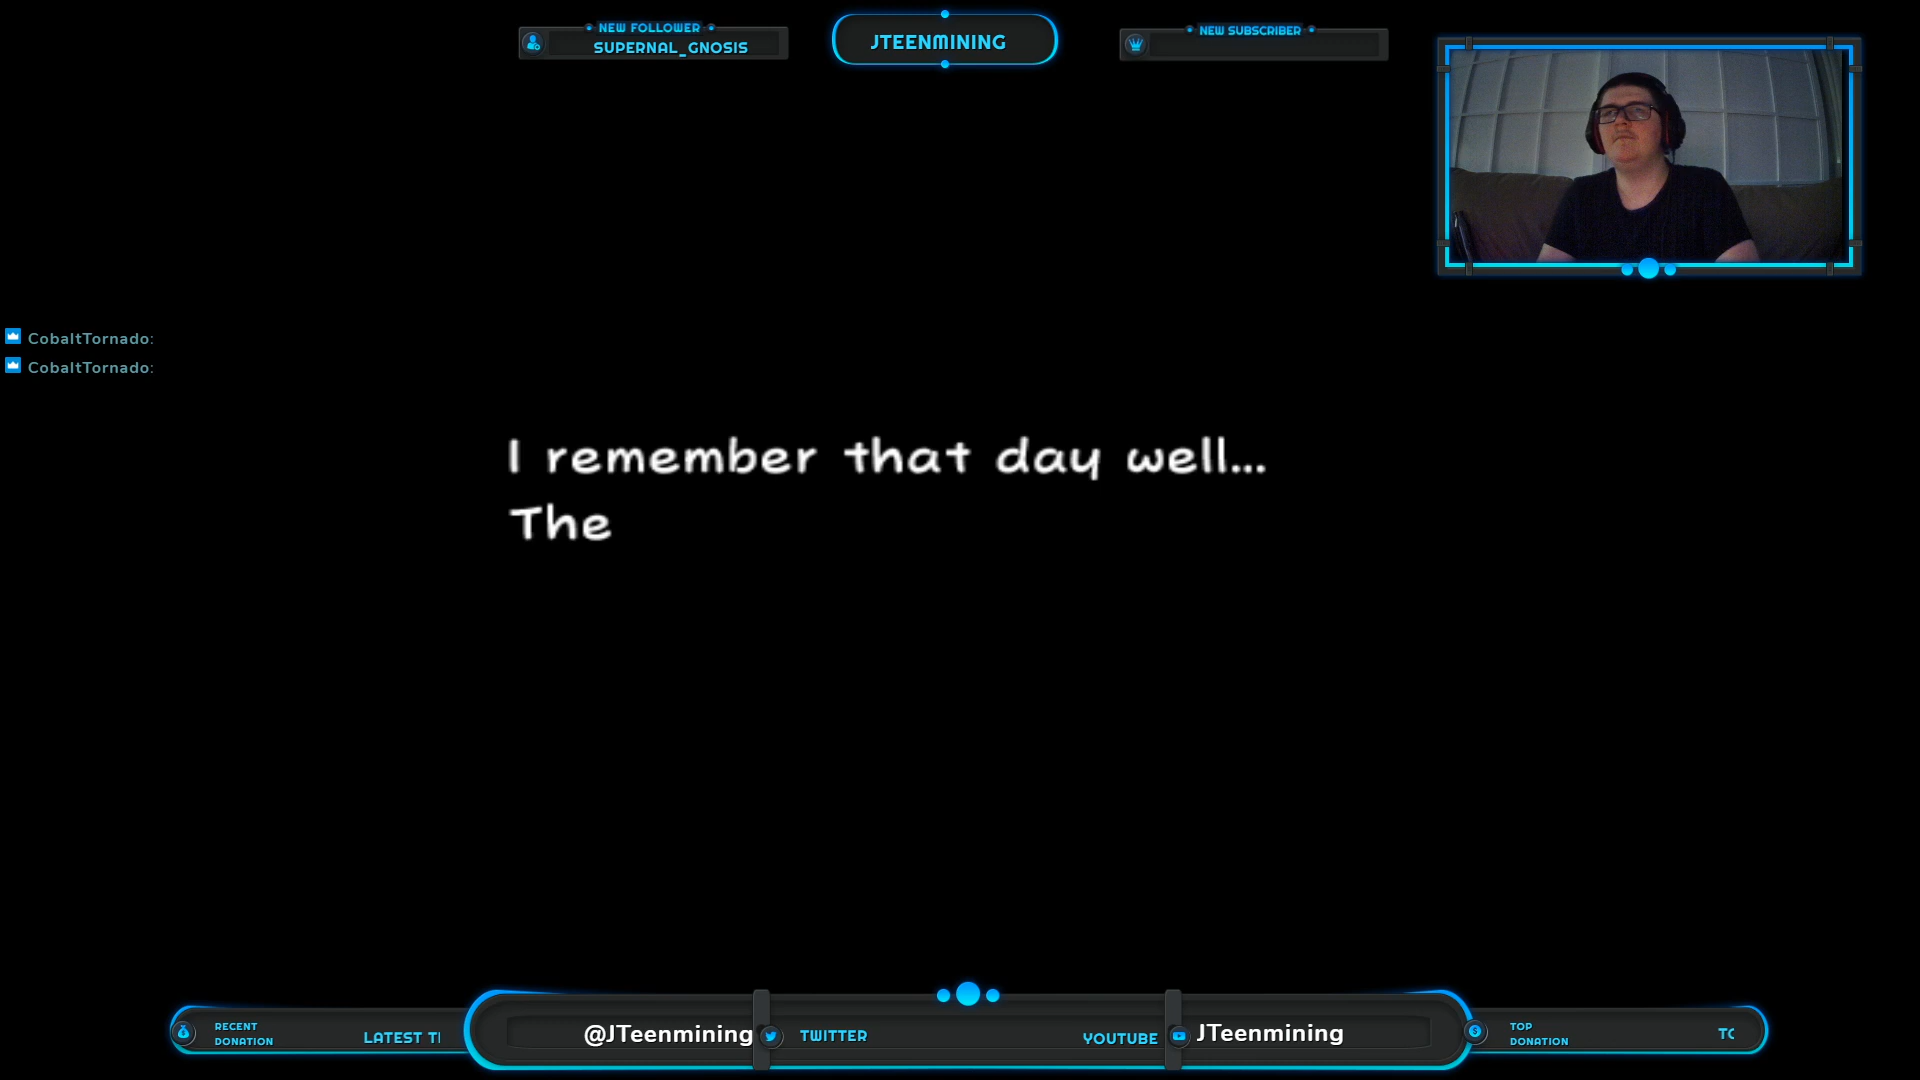 NEW FOLLOWER
SUPERNAL_GNOSIS
JTEENMINING
NEW SUBSCRIBER
CobaltTornado:
CobaltTornado:
I remember that day well...
The
RECENT
DONATION
LATEST
@JTeenmining
TWITTER
YOUTUBE
JTeenmining
TOP
DONATION